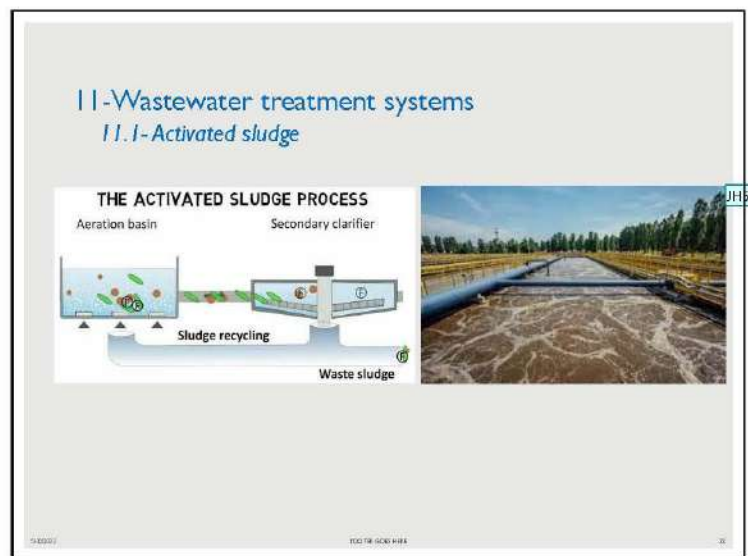 11-Wastewater treatment systems
11.1- Activated sludge
THE ACTIVATED SLUDGE PROCESS
Aeration basin
Secondary clarifier
Sludge recycling
Waste sludge